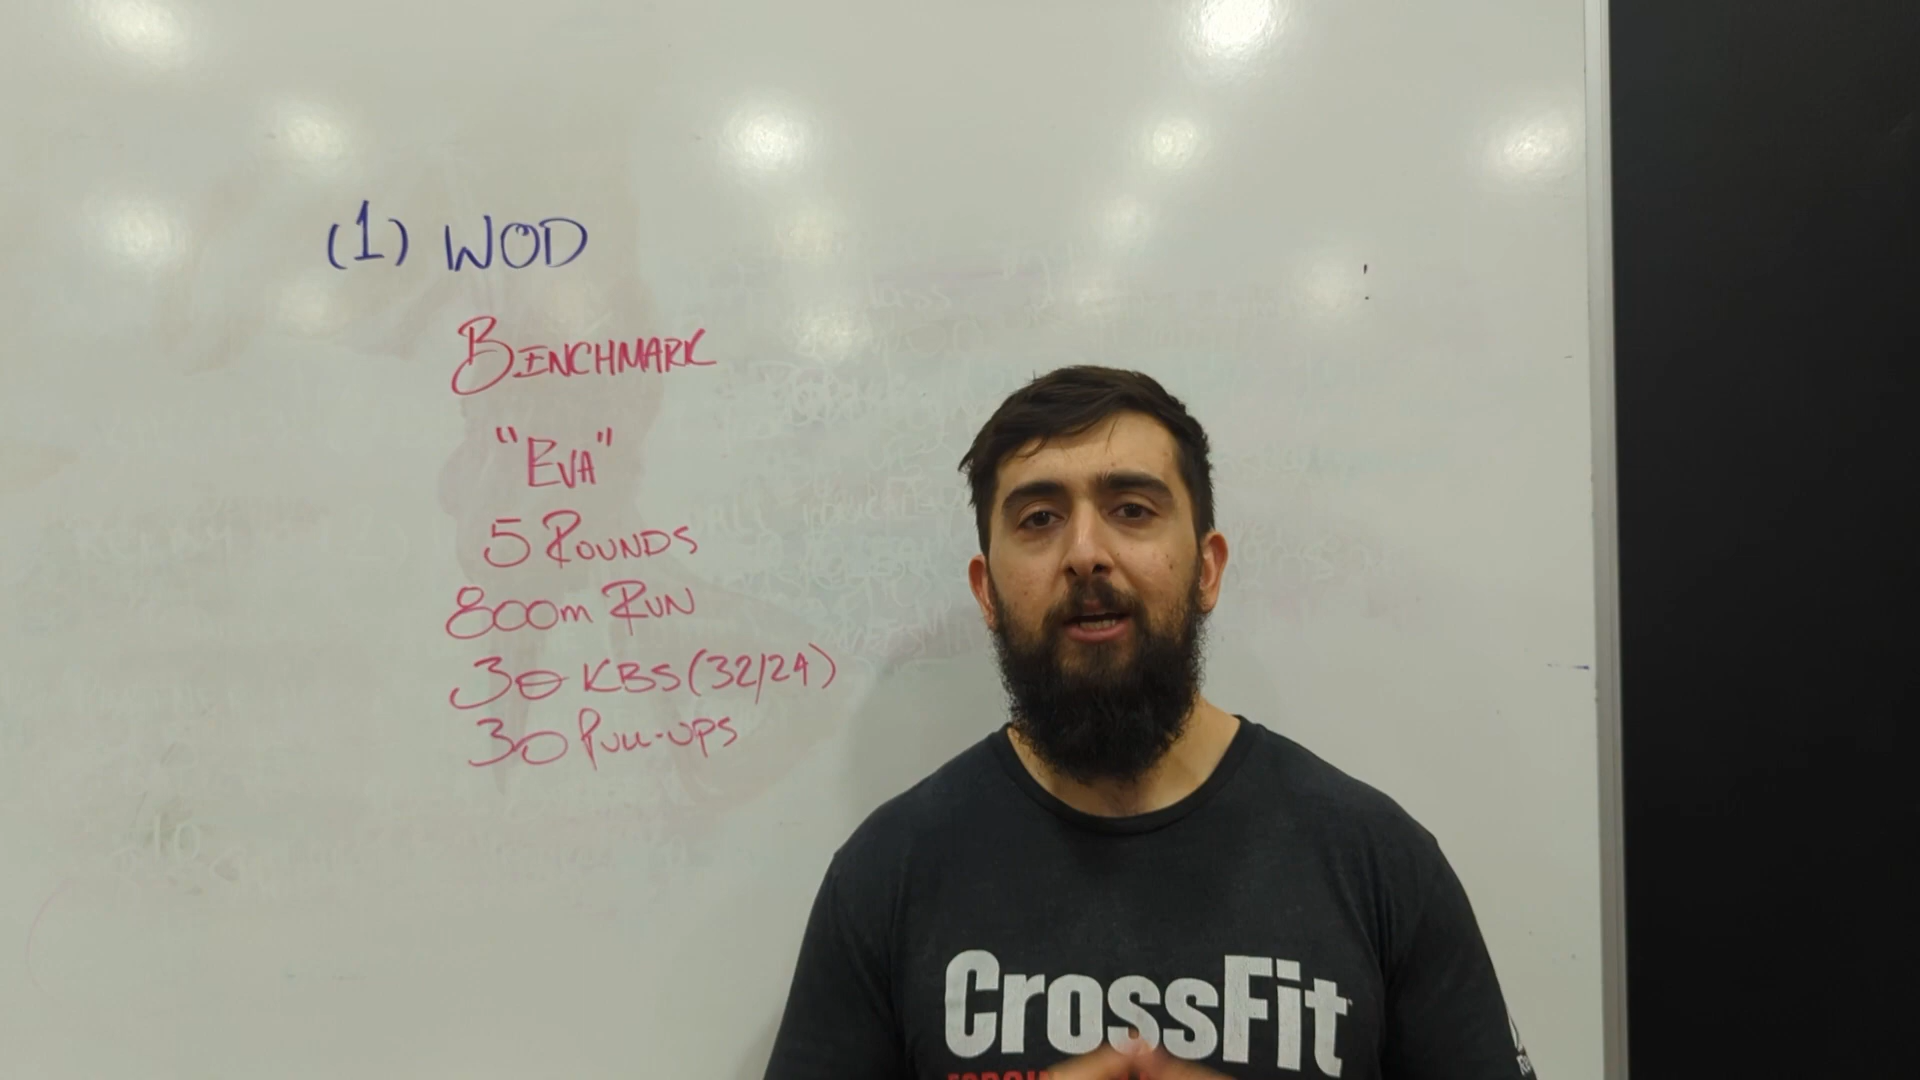 (1) WOD
BENCHMARK
"EVA"
5 ROUNDS
800m RUN
30 KBS (32/24)
30 PULL-UPS
CrossFit